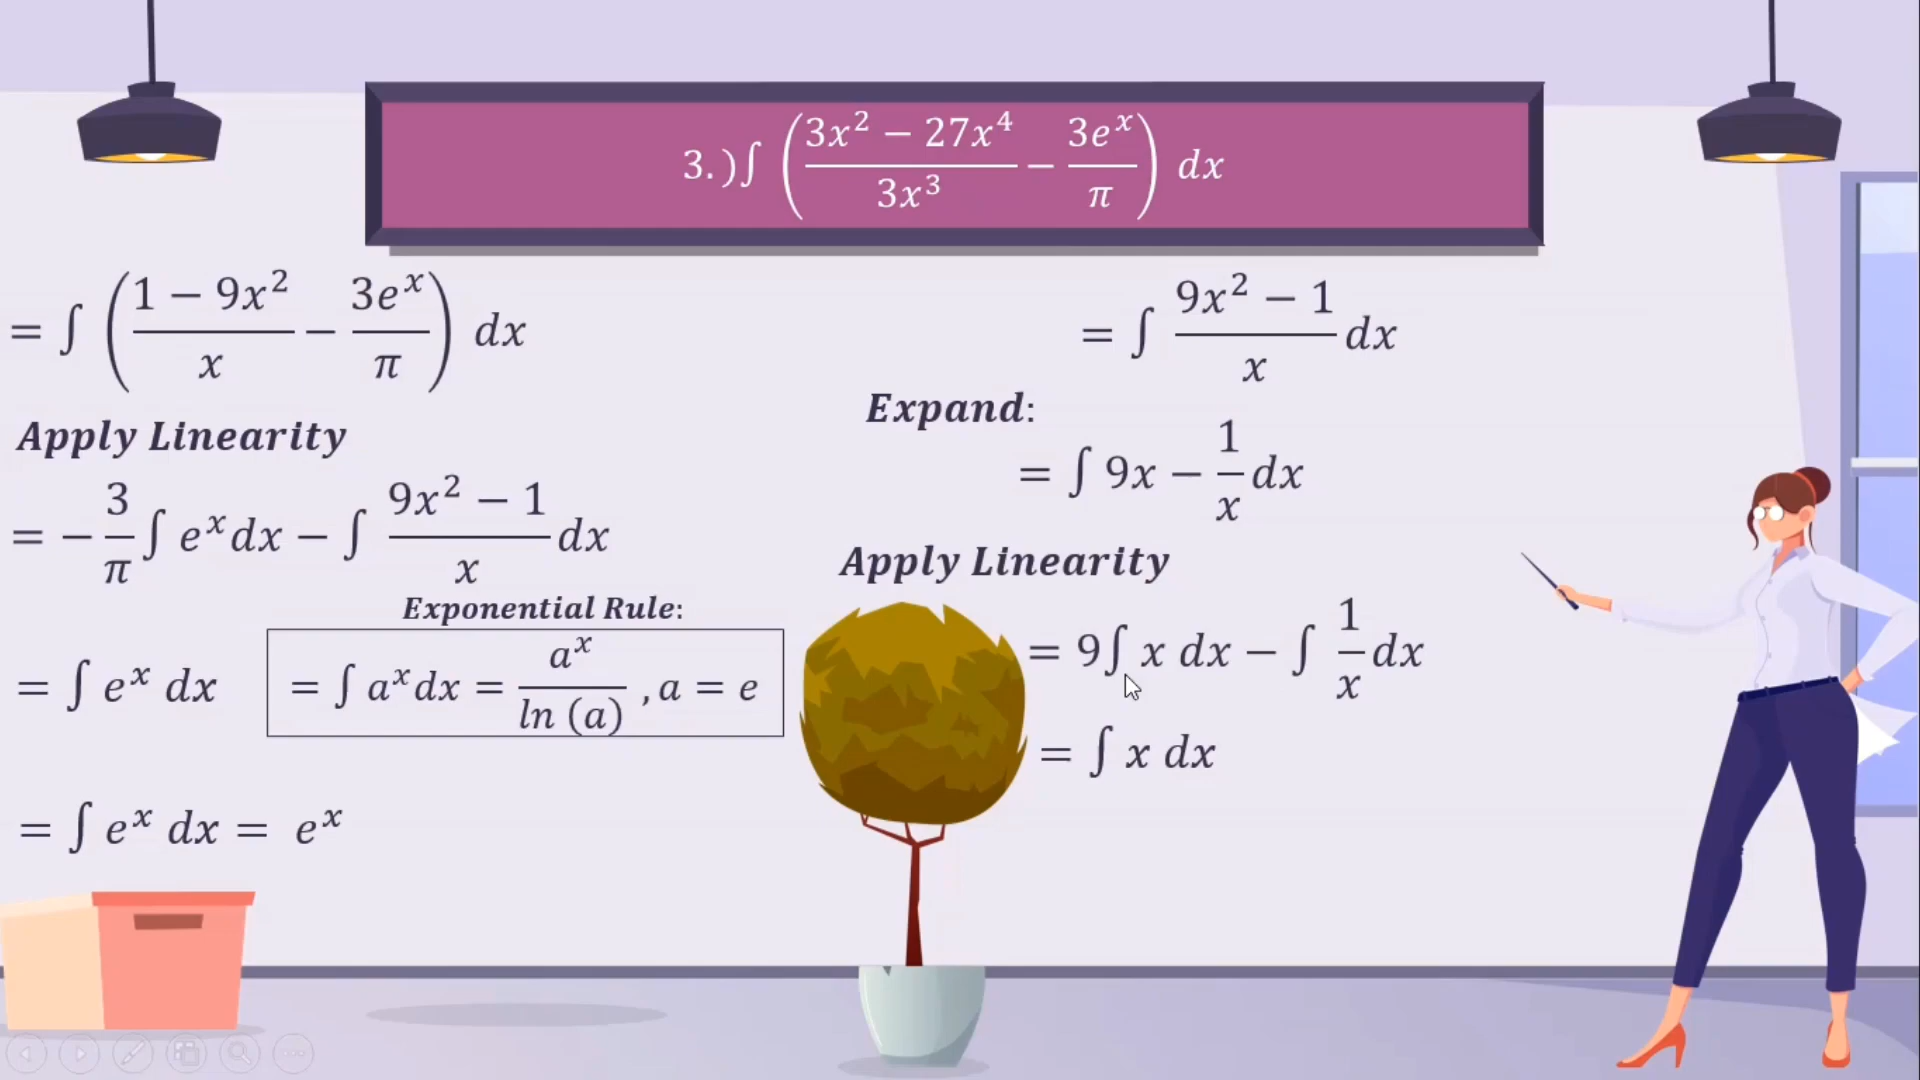 3.)∫ ((3x² − 27x⁴)/(3x³) − (3eˣ)/π) dx
= ∫ ((1 − 9x²)/x − (3eˣ)/π) dx
Apply Linearity
= −(3/π)∫ eˣdx − ∫ (9x² − 1)/x dx
Exponential Rule:
= ∫ eˣ dx
= ∫ aˣdx = aˣ/(ln (a)) ,a = e
= ∫ eˣ dx = eˣ
= ∫ (9x² − 1)/x dx
Expand:
= ∫ 9x − 1/x dx
Apply Linearity
= 9∫ x dx − ∫ 1/x dx
= ∫ x dx